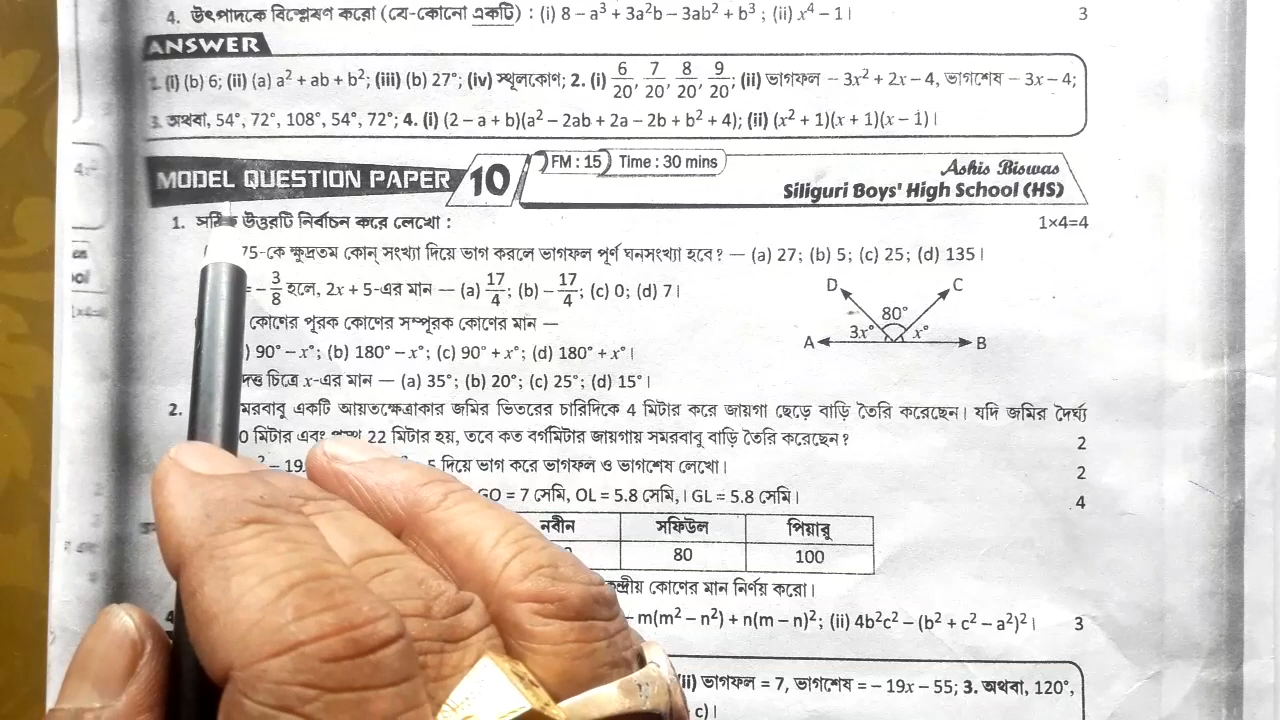 4. উৎপাদকে বিশ্লেষণ করো (যে-কোনো একটি) : (i) 8 – a³ + 3a²b – 3ab² + b³ ; (ii) x⁴ – 1। 3
ANSWER
(i) (b) 6; (ii) (a) a² + ab + b²; (iii) (b) 27°; (iv) স্থূলকোণ; 2. (i) 6/20, 7/20, 8/20, 9/20; (ii) ভাগফল – 3x² + 2x – 4, ভাগশেষ – 3x – 4;
3. অথবা, 54°, 72°, 108°, 54°, 72°; 4. (i) (2 – a + b)(a² – 2ab + 2a – 2b + b² + 4); (ii) (x² + 1)(x + 1)(x – 1)।
MODEL QUESTION PAPER 10 FM : 15 Time : 30 mins
Ashis Biswas
Siliguri Boys' High School (HS)
1. সঠিক উত্তরটি নির্বাচন করে লেখো : 1×4=4
75-কে ক্ষুদ্রতম কোন্ সংখ্যা দিয়ে ভাগ করলে ভাগফল পূর্ণ ঘনসংখ্যা হবে? — (a) 27; (b) 5; (c) 25; (d) 135।
= – 3/8 হলে, 2x + 5-এর মান — (a) 17/4; (b) – 17/4; (c) 0; (d) 7।
কোণের পূরক কোণের সম্পূরক কোণের মান —
) 90° – x°; (b) 180° – x°; (c) 90° + x°; (d) 180° + x°।
D C 80° 3x° x° A B
চিত্রে x-এর মান — (a) 35°; (b) 20°; (c) 25°; (d) 15°।
2. একটি আয়তক্ষেত্রাকার জমির ভিতরের চারিদিকে 4 মিটার করে জায়গা ছেড়ে বাড়ি তৈরি করেছেন। যদি জমির দৈর্ঘ্য
0 মিটার এবং প্রস্থ 22 মিটার হয়, তবে কত বর্গমিটার জায়গায় সমরবাবু বাড়ি তৈরি করেছেন? 2
– 19 5 দিয়ে ভাগ করে ভাগফল ও ভাগশেষ লেখো। 2
GO = 7 সেমি, OL = 5.8 সেমি, । GL = 5.8 সেমি। 4
নবীন সফিউল পিয়ারু
80 100
কোণের মান নির্ণয় করো।
– m(m² – n²) + n(m – n)²; (ii) 4b²c² – (b² + c² – a²)²। 3
(ii) ভাগফল = 7, ভাগশেষ = – 19x – 55; 3. অথবা, 120°,
c)।